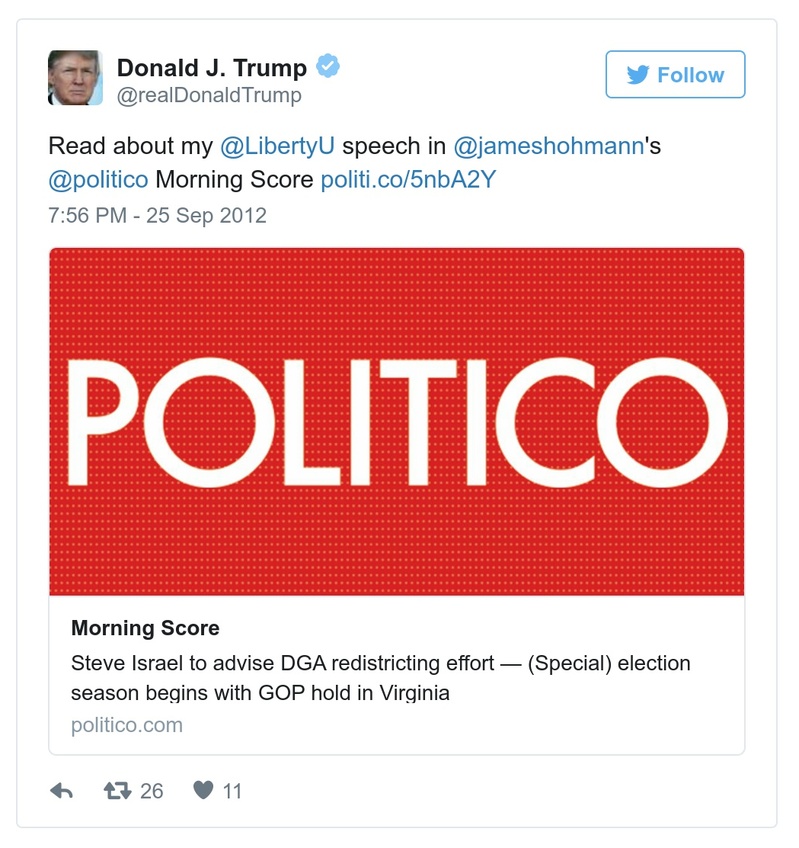 Donald J. Trump
@realDonaldTrump
Follow
Read about my @LibertyU speech in @jameshohmann's
@politico Morning Score politi.co/5nbA2Y
7:56 PM - 25 Sep 2012
POLITICO
Morning Score
Steve Israel to advise DGA redistricting effort — (Special) election
season begins with GOP hold in Virginia
politico.com
26 11